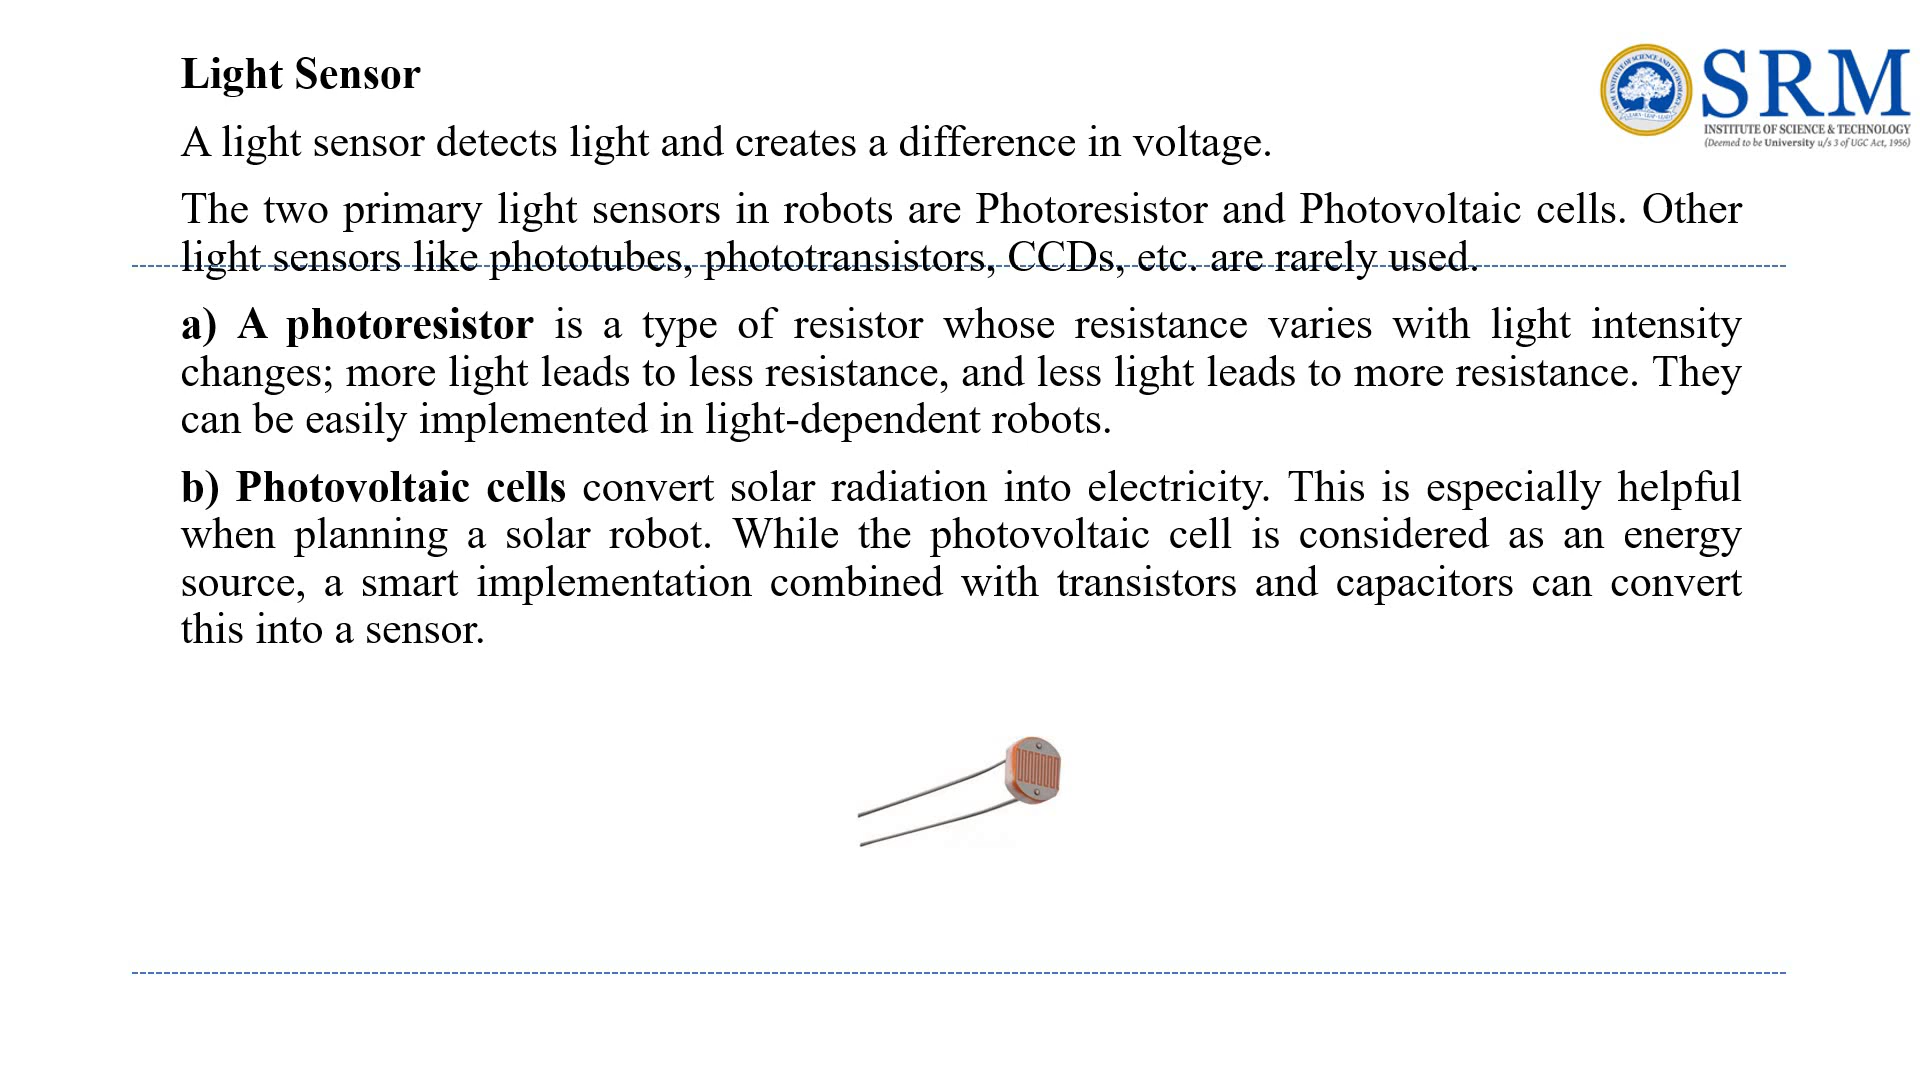 Light Sensor
SRM
INSTITUTE OF SCIENCE & TECHNOLOGY
(Deemed to be University u/s 3 of UGC Act, 1956)
A light sensor detects light and creates a difference in voltage.
The two primary light sensors in robots are Photoresistor and Photovoltaic cells. Other
light sensors like phototubes, phototransistors, CCDs, etc. are rarely used.
a) A photoresistor is a type of resistor whose resistance varies with light intensity
changes; more light leads to less resistance, and less light leads to more resistance. They
can be easily implemented in light-dependent robots.
b) Photovoltaic cells convert solar radiation into electricity. This is especially helpful
when planning a solar robot. While the photovoltaic cell is considered as an energy
source, a smart implementation combined with transistors and capacitors can convert
this into a sensor.